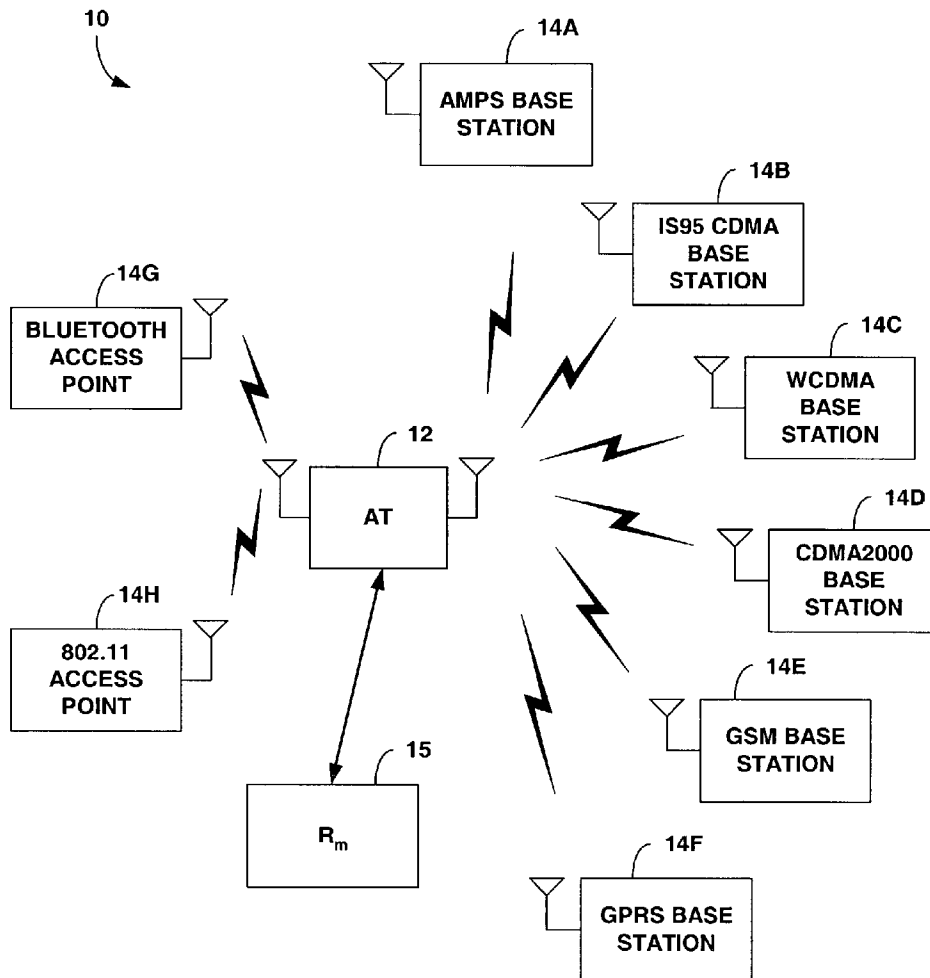 10
14A
AMPS BASE
STATION
14B
IS95 CDMA
BASE
STATION
14G
BLUETOOTH
ACCESS
POINT
14C
WCDMA
BASE
STATION
12
AT
14D
CDMA2000
BASE
STATION
14H
802.11
ACCESS
POINT
14E
GSM BASE
STATION
15
Rm
14F
GPRS BASE
STATION